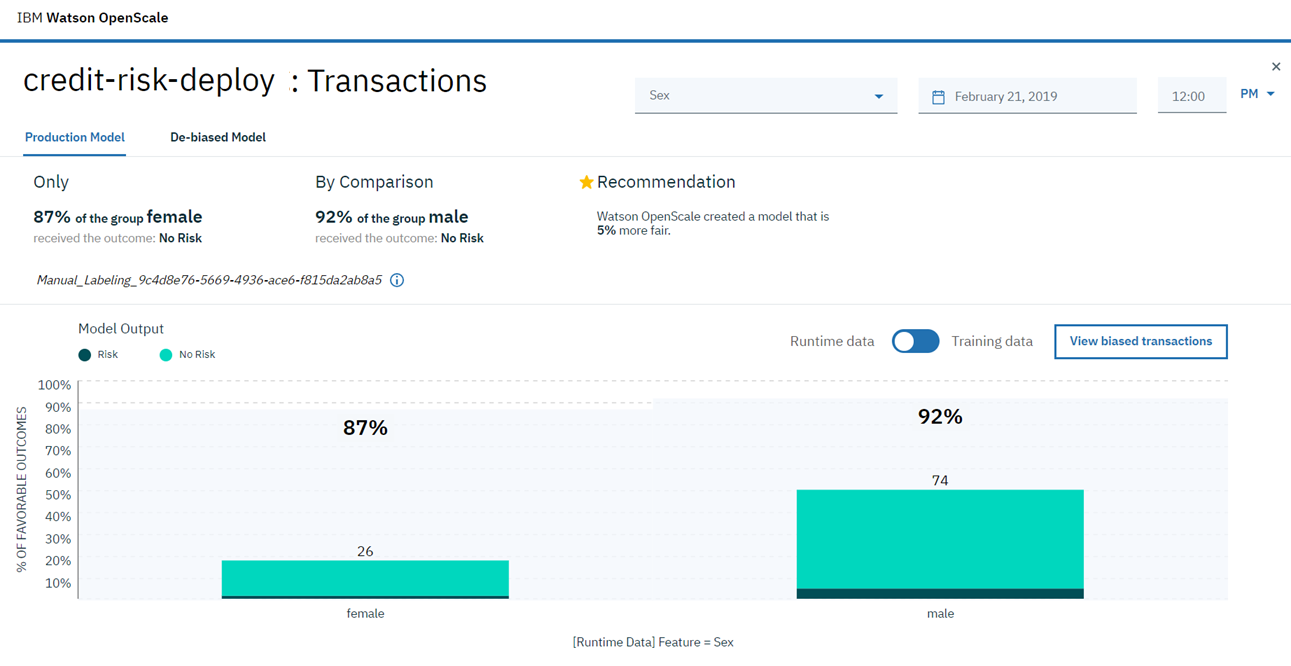 IBM Watson OpenScale
credit-risk-deploy : Transactions
Sex
February 21, 2019
12:00
PM
Production Model
De-biased Model
Only
87% of the group female
received the outcome: No Risk
By Comparison
92% of the group male
received the outcome: No Risk
Recommendation
Watson OpenScale created a model that is
5% more fair.
Manual_Labeling_9c4d8e76-5669-4936-ace6-f815da2ab8a5
Model Output
Risk
No Risk
Runtime data
Training data
View biased transactions
% OF FAVORABLE OUTCOMES
100%
90%
80%
70%
60%
50%
40%
30%
20%
10%
87%
92%
26
74
female
male
[Runtime Data] Feature = Sex